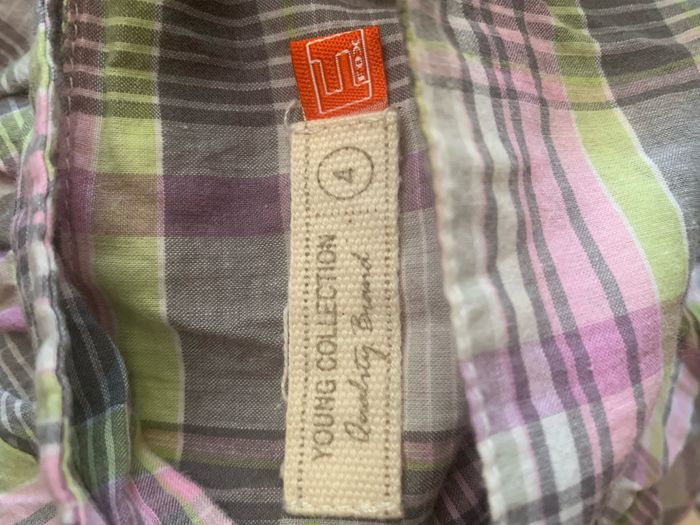 FOX
4
YOUNG COLLECTION
Quality Brand